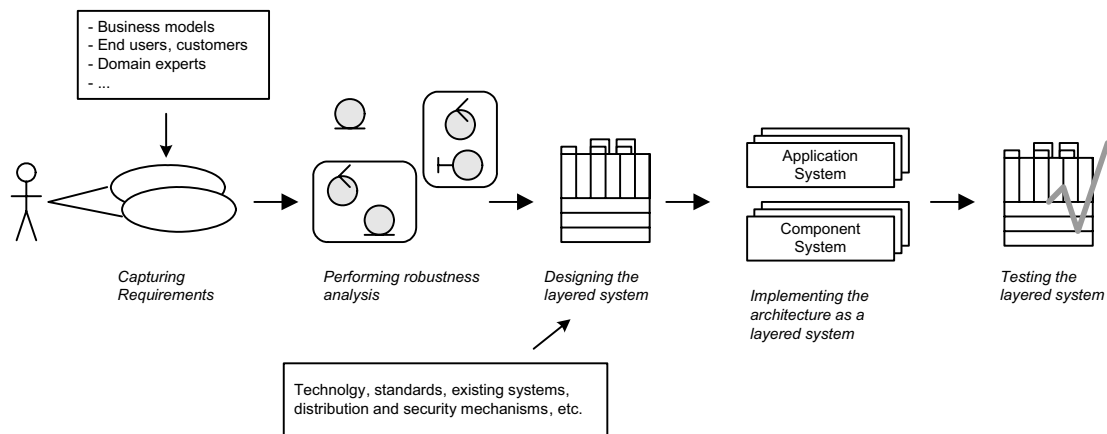 - Business models
- End users, customers
- Domain experts
- ...
Application
System
Component
System
Capturing
Requirements
Performing robustness
analysis
Designing the
layered system
Implementing the
architecture as a
layered system
Testing the
layered system
Technolgy, standards, existing systems,
distribution and security mechanisms, etc.